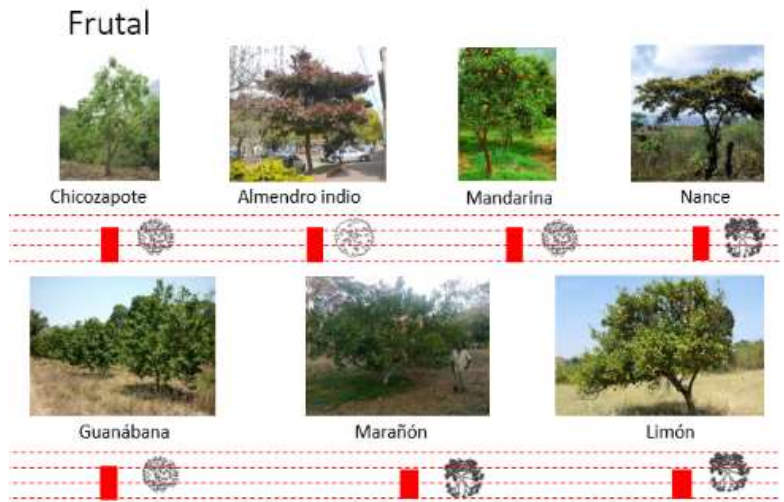 Frutal
Chicozapote
Almendro indio
Mandarina
Nance
Guanábana
Marañón
Limón